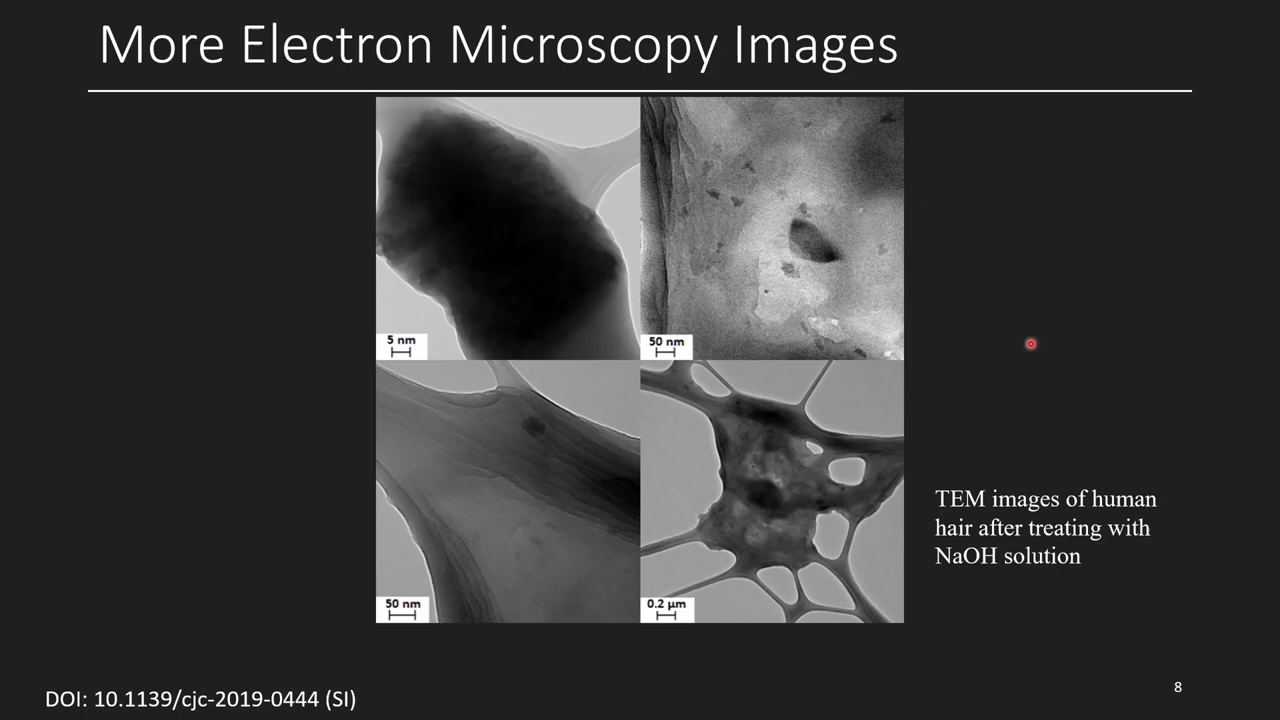 More Electron Microscopy Images
5 nm
50 nm
50 nm
0.2 µm
TEM images of human
hair after treating with
NaOH solution
DOI: 10.1139/cjc-2019-0444 (SI)
8